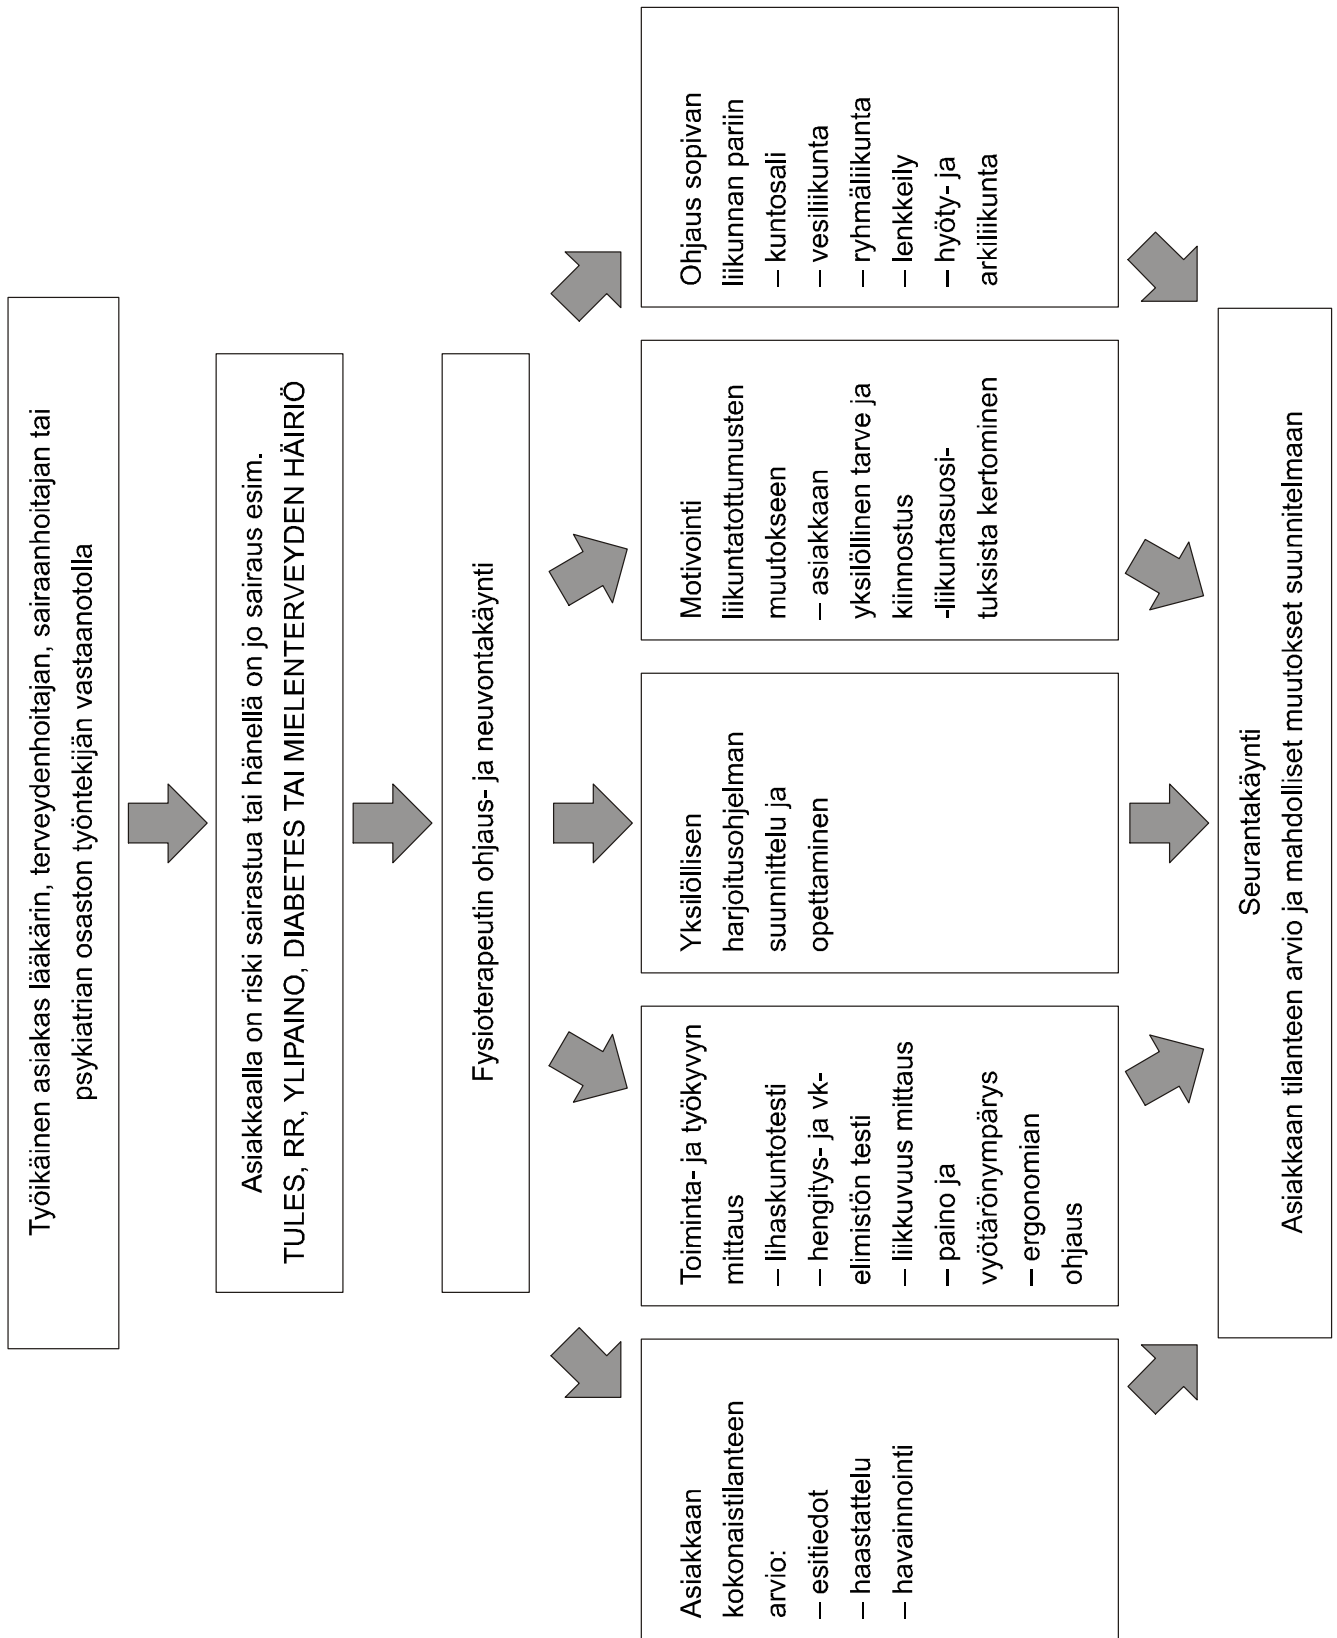 Työikäinen asiakas lääkärin, terveydenhoitajan, sairaanhoitajan tai
psykiatrian osaston työntekijän vastaanotolla
Asiakkaalla on riski sairastua tai hänellä on jo sairaus esim.
TULES, RR, YLIPAINO, DIABETES TAI MIELENTERVEYDEN HÄIRIÖ
Fysioterapeutin ohjaus- ja neuvontakäynti
Asiakkaan
kokonaistilanteen
arvio:
– esitiedot
– haastattelu
– havainnointi
Toiminta- ja työkyvyn
mittaus
– lihaskuntotesti
– hengitys- ja vk-
elimistön testi
– liikkuvuus mittaus
– paino ja
vyötärönympärys
– ergonomian
ohjaus
Yksilöllisen
harjoitusohjelman
suunnittelu ja
opettaminen
Motivointi
liikuntatottumusten
muutokseen
– asiakkaan
yksilöllinen tarve ja
kiinnostus
-liikuntasuosi-
tuksista kertominen
Ohjaus sopivan
liikunnan pariin
– kuntosali
– vesiliikunta
– ryhmäliikunta
– lenkkeily
– hyöty- ja
arkiliikunta
Seurantakäynti
Asiakkaan tilanteen arvio ja mahdolliset muutokset suunnitelmaan